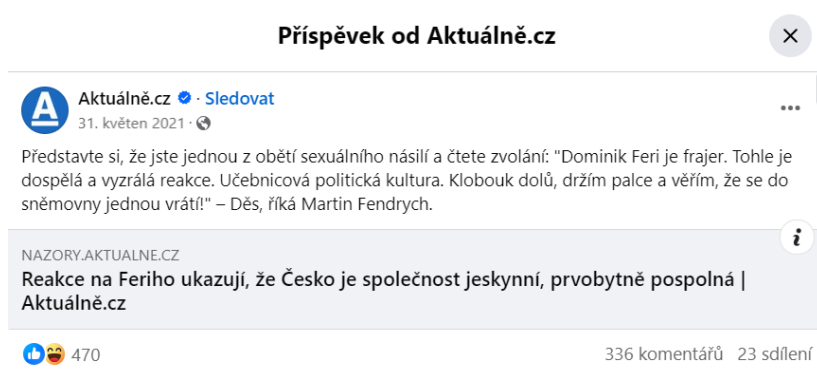 Příspěvek od Aktuálně.cz
Aktuálně.cz · Sledovat
31. květen 2021 ·
Představte si, že jste jednou z obětí sexuálního násilí a čtete zvolání: "Dominik Feri je frajer. Tohle je
dospělá a vyzrálá reakce. Učebnicová politická kultura. Klobouk dolů, držím palce a věřím, že se do
sněmovny jednou vrátí!" – Děs, říká Martin Fendrych.
NAZORY.AKTUALNE.CZ
Reakce na Feriho ukazují, že Česko je společnost jeskynní, prvobytně pospolná |
Aktuálně.cz
470 336 komentářů 23 sdílení